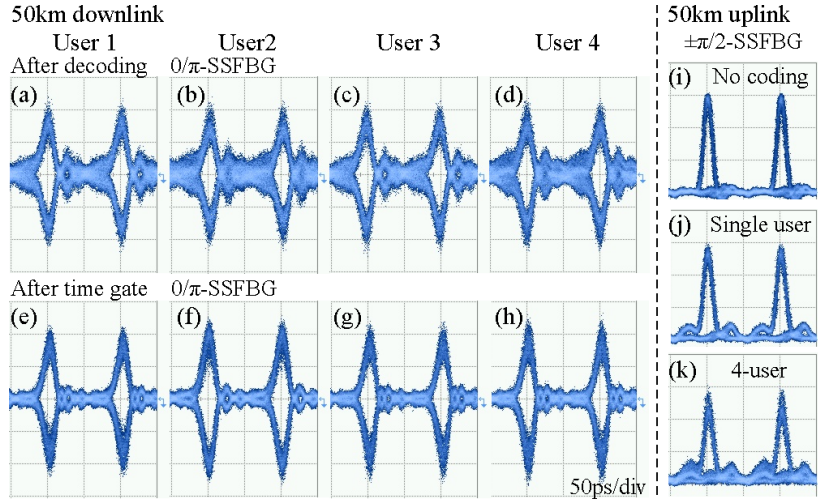 50km downlink
User 1 User2 User 3 User 4
After decoding 0/π-SSFBG
(a) (b) (c) (d)
After time gate 0/π-SSFBG
(e) (f) (g) (h)
50ps/div
50km uplink
±π/2-SSFBG
(i) No coding
(j) Single user
(k) 4-user